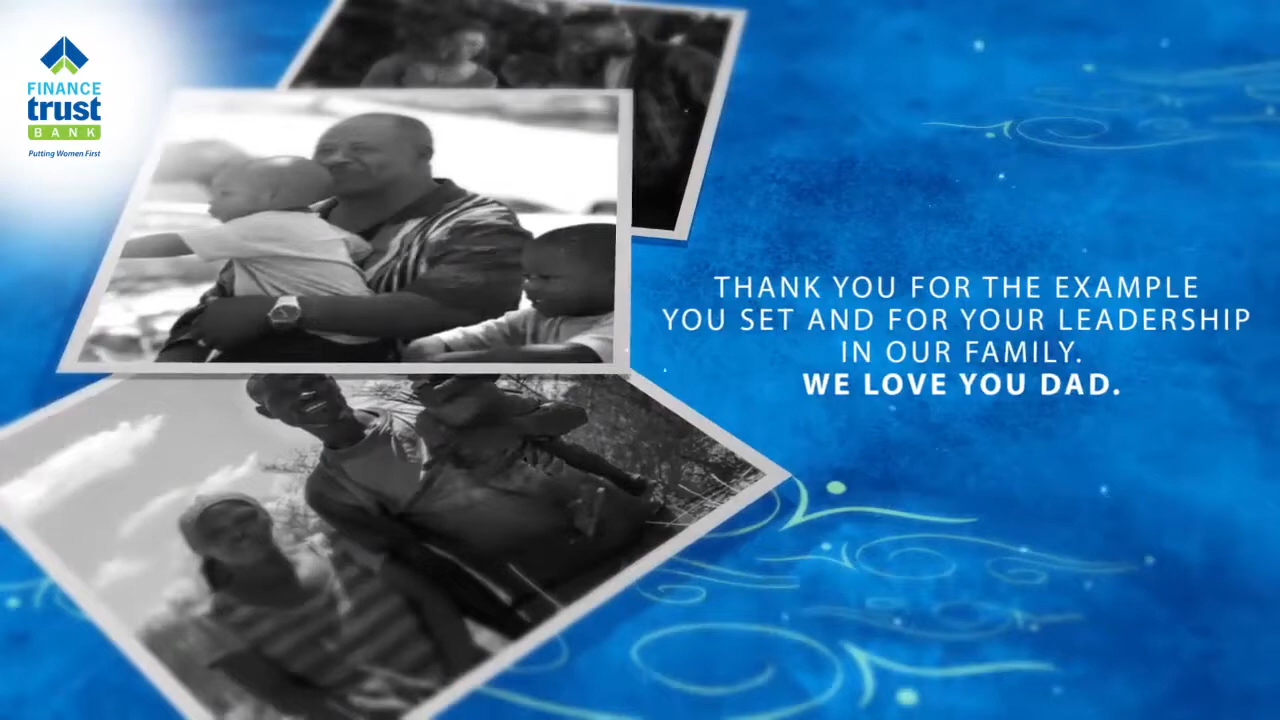 FINANCE
trust
BANK
Putting Women First
THANK YOU FOR THE EXAMPLE
YOU SET AND FOR YOUR LEADERSHIP
IN OUR FAMILY.
WE LOVE YOU DAD.